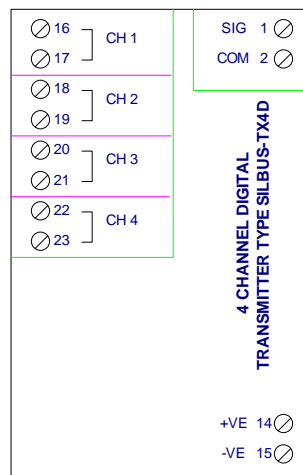 16
CH 1
17
18
CH 2
19
20
CH 3
21
22
CH 4
23
SIG 1
COM 2
4 CHANNEL DIGITAL
TRANSMITTER TYPE SILBUS-TX4D
+VE 14
-VE 15